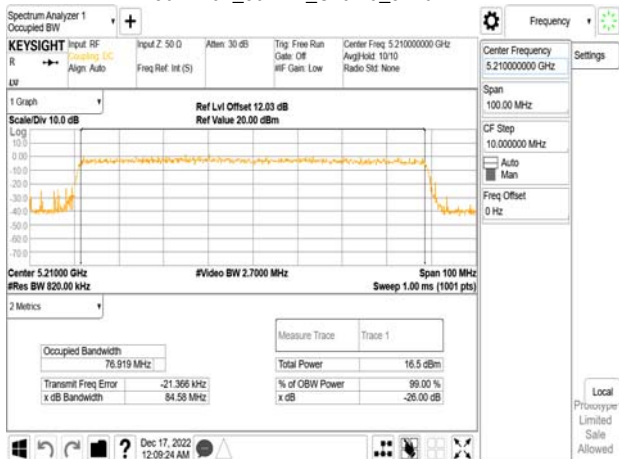 Spectrum Analyzer 1
Occupied BW
+
Frequency
KEYSIGHT
Input: RF
Coupling: DC
Align: Auto
R
LXI
Input Z: 50 Ω
Freq Ref: Int (S)
Atten: 30 dB
Trig: Free Run
Gate: Off
#IF Gain: Low
Center Freq: 5.210000000 GHz
Avg|Hold: 10/10
Radio Std: None
Center Frequency
5.210000000 GHz
Settings
Span
100.00 MHz
CF Step
10.000000 MHz
Auto
Man
Freq Offset
0 Hz
1 Graph
Scale/Div 10.0 dB
Ref Lvl Offset 12.03 dB
Ref Value 20.00 dBm
Log
10.0
0.00
-10.0
-20.0
-30.0
-40.0
-50.0
-60.0
-70.0
Center 5.21000 GHz
#Video BW 2.7000 MHz
Span 100 MHz
#Res BW 820.00 kHz
Sweep 1.00 ms (1001 pts)
2 Metrics
Measure Trace
Trace 1
Occupied Bandwidth
76.919 MHz
Total Power
16.5 dBm
Transmit Freq Error
-21.366 kHz
% of OBW Power
99.00 %
x dB Bandwidth
84.58 MHz
x dB
-26.00 dB
Local
Prototype
Limited
Sale
Allowed
?
Dec 17, 2022
12:09:24 AM